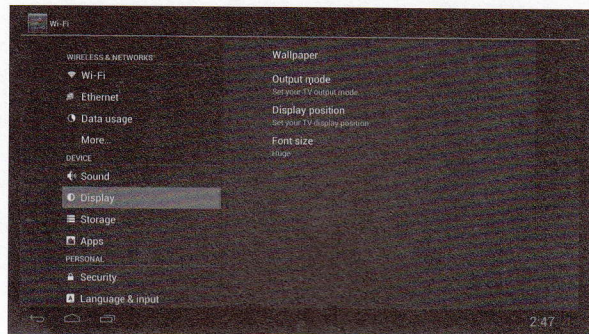 Wi-Fi
WIRELESS & NETWORKS
Wi-Fi
Ethernet
Data usage
More...
DEVICE
Sound
Display
Storage
Apps
PERSONAL
Security
Language & input
Wallpaper
Output mode
Set your TV output mode
Display position
Set your TV display position
Font size
Huge
2:47